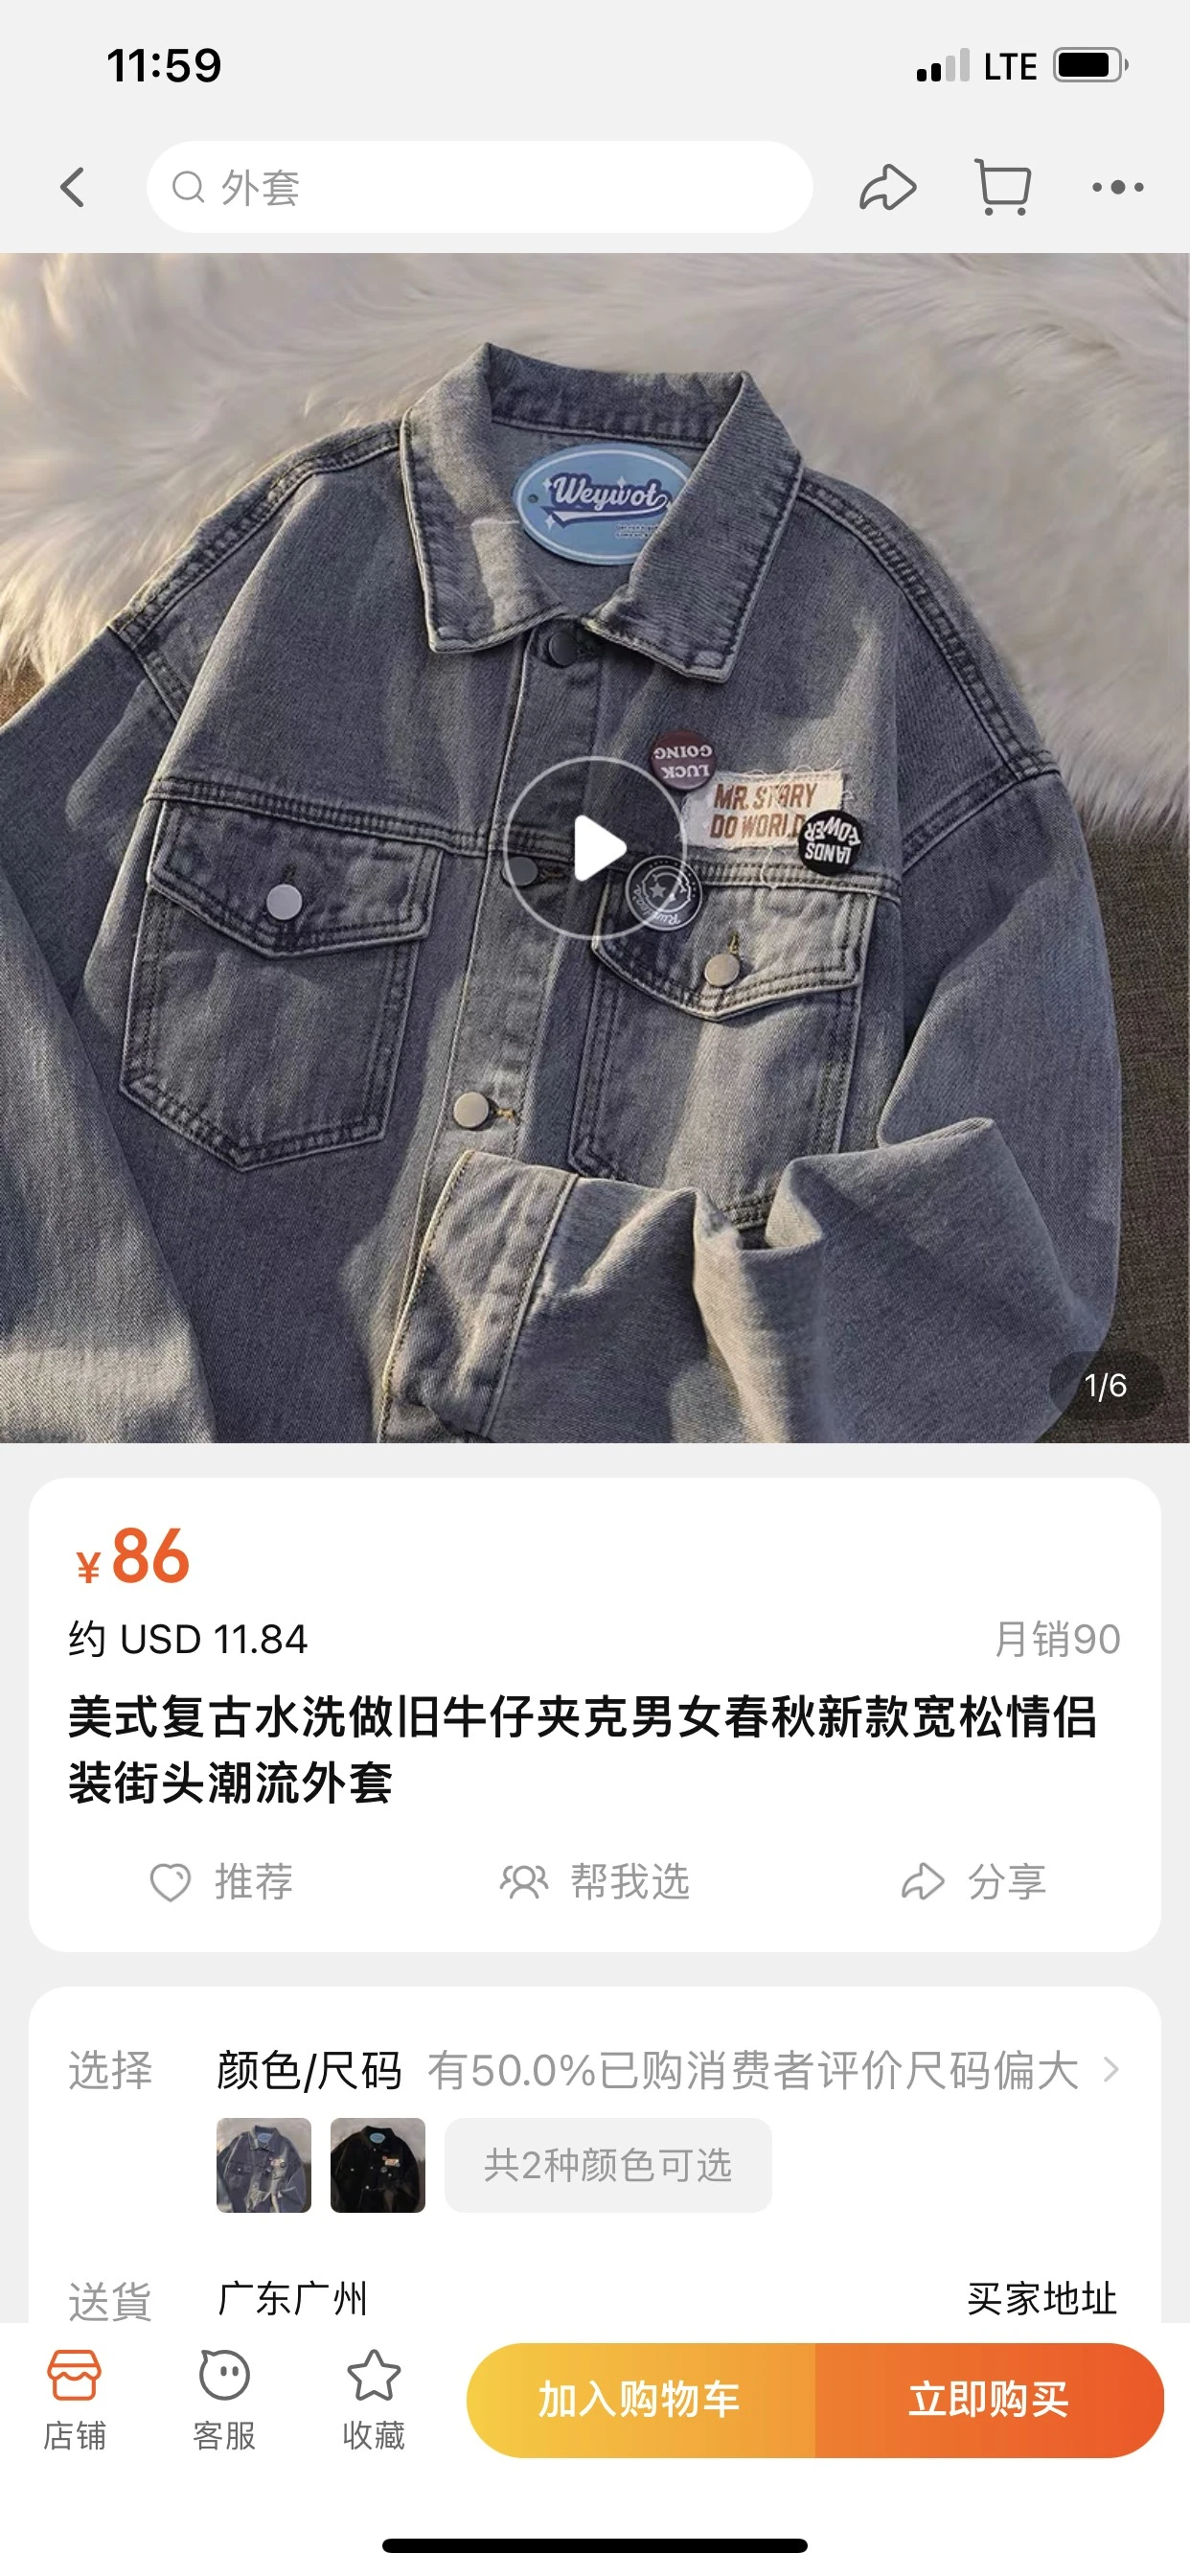 11:59
LTE
外套
Weywot
GOING
LUCK
MR. STORY
DO WORLD
LANDS
POWER
1/6
¥86
约 USD 11.84
月销90
美式复古水洗做旧牛仔夹克男女春秋新款宽松情侣
装街头潮流外套
推荐
帮我选
分享
选择
颜色/尺码
有50.0%已购消费者评价尺码偏大
共2种颜色可选
送貨
广东广州
买家地址
店铺
客服
收藏
加入购物车
立即购买